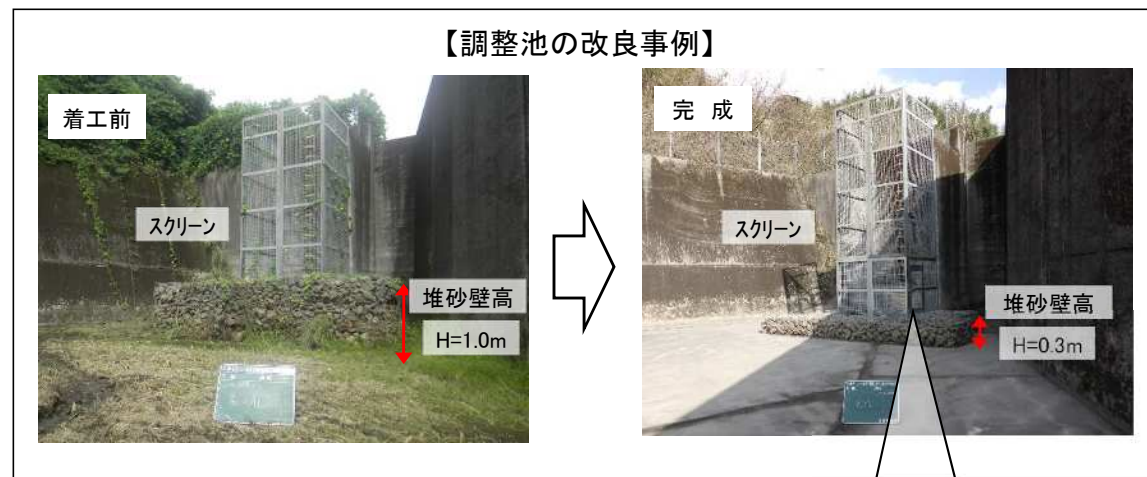 【調整池の改良事例】
着工前
スクリーン
堆砂壁高
H=1.0m
完 成
スクリーン
堆砂壁高
H=0.3m